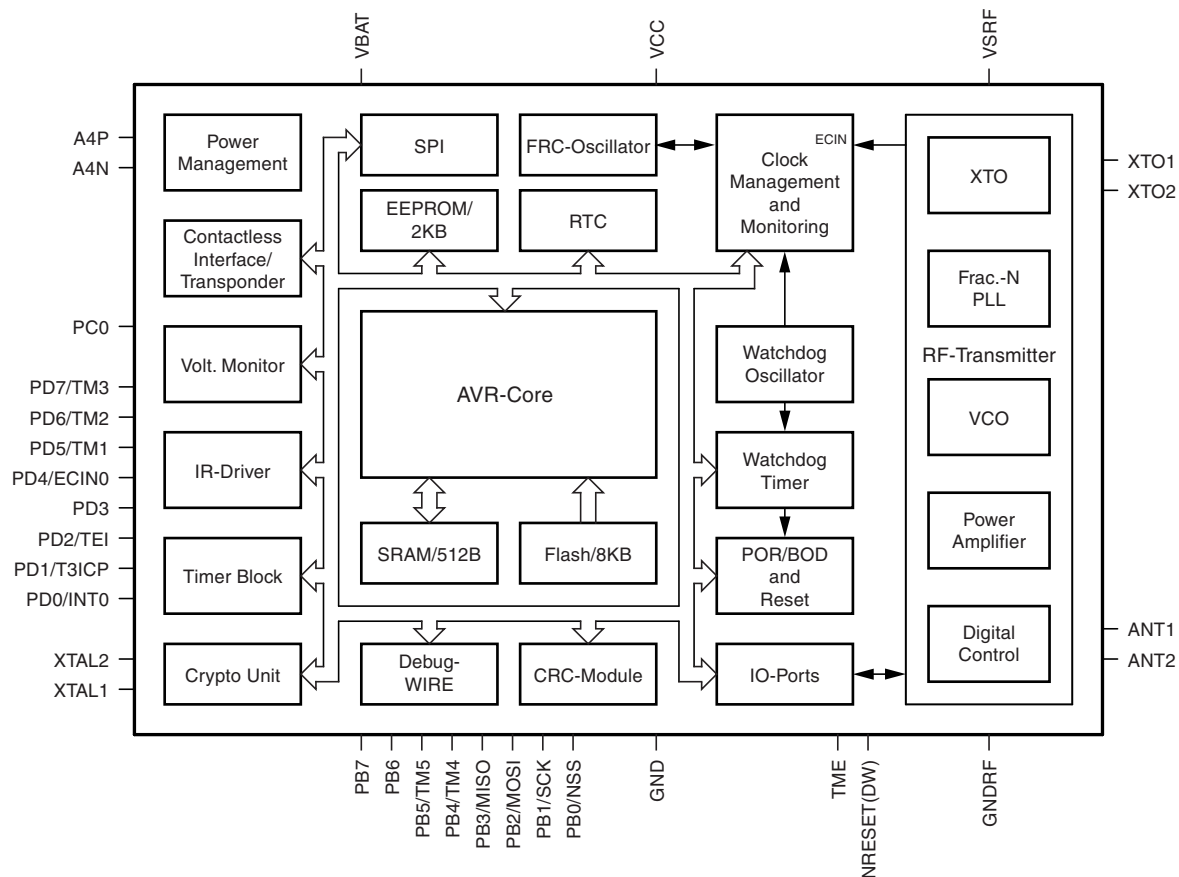 VBAT
VCC
VSRF
A4P
A4N
PC0
PD7/TM3
PD6/TM2
PD5/TM1
PD4/ECIN0
PD3
PD2/TEI
PD1/T3ICP
PD0/INT0
XTAL2
XTAL1
Power
Management
Contactless
Interface/
Transponder
Volt. Monitor
IR-Driver
Timer Block
Crypto Unit
SPI
EEPROM/
2KB
FRC-Oscillator
RTC
AVR-Core
SRAM/512B
Flash/8KB
Debug-
WIRE
CRC-Module
ECIN
Clock
Management
and
Monitoring
Watchdog
Oscillator
Watchdog
Timer
POR/BOD
and
Reset
IO-Ports
XTO
Frac.-N
PLL
RF-Transmitter
VCO
Power
Amplifier
Digital
Control
XTO1
XTO2
ANT1
ANT2
PB7
PB6
PB5/TM5
PB4/TM4
PB3/MISO
PB2/MOSI
PB1/SCK
PB0/NSS
GND
TME
NRESET(DW)
GNDRF